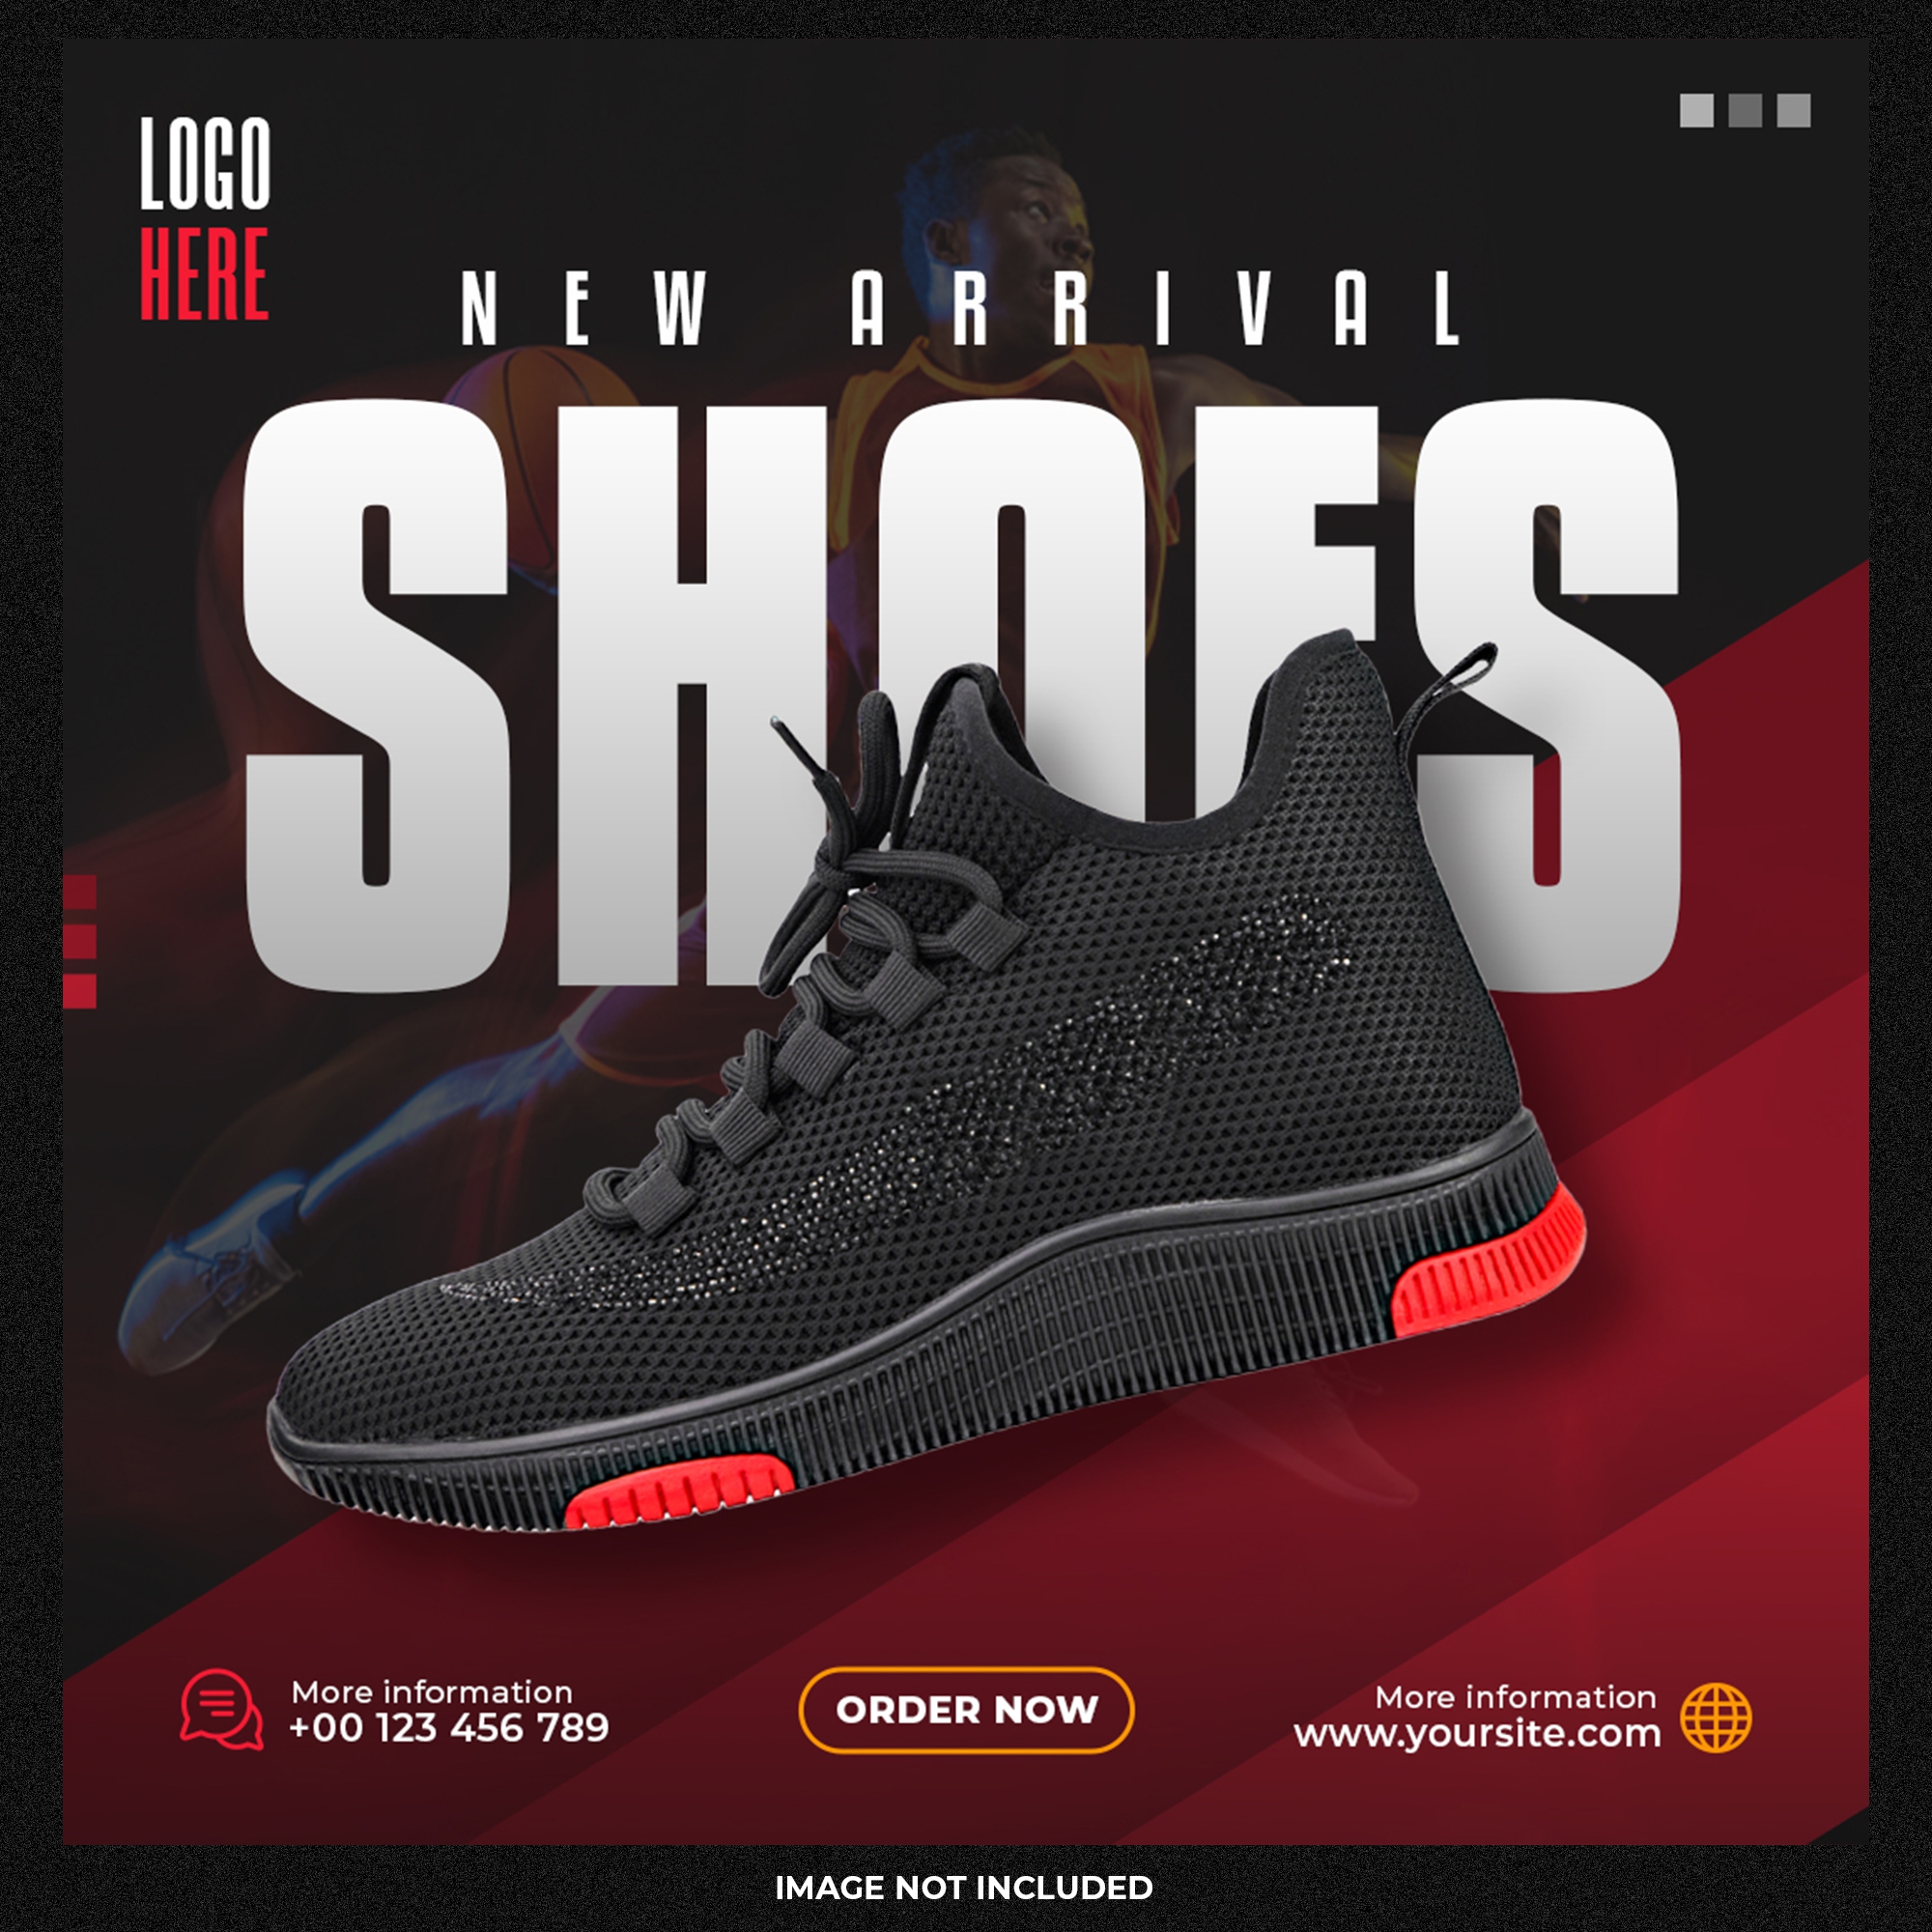 LOGO
HERE
NEW ARRIVAL
SHOES
More information
+00 123 456 789
ORDER NOW
More information
www.yoursite.com
IMAGE NOT INCLUDED